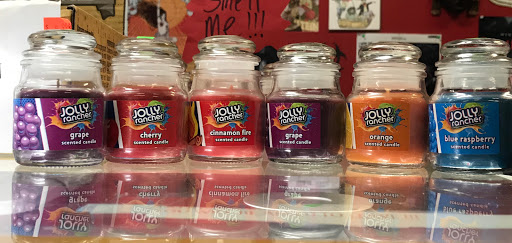 Smell
me !!!
JOLLY
rancher
grape
scented candle
JOLLY
rancher
cherry
scented candle
JOLLY
rancher
cinnamon fire
scented candle
JOLLY
rancher
grape
scented candle
JOLLY
rancher
orange
scented candle
JOLLY
rancher
blue raspberry
scented candle